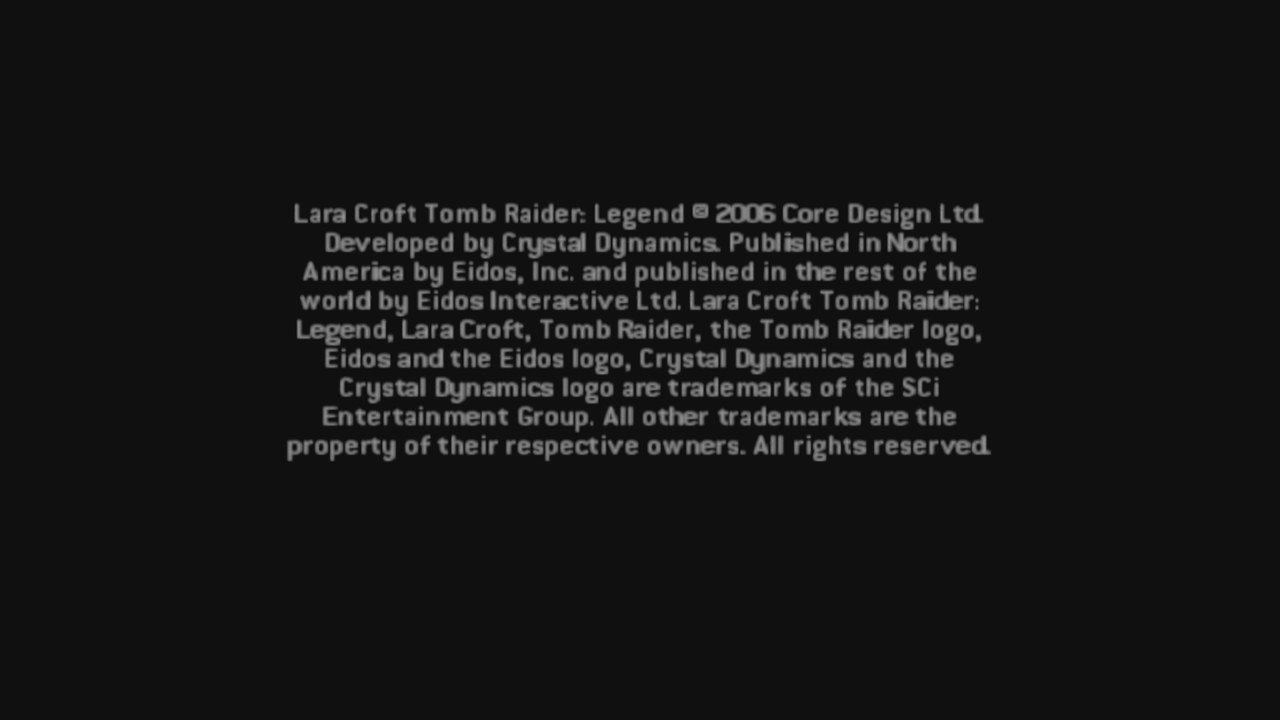 Lara Croft Tomb Raider: Legend © 2006 Core Design Ltd.
Developed by Crystal Dynamics. Published in North
America by Eidos, Inc. and published in the rest of the
world by Eidos Interactive Ltd. Lara Croft Tomb Raider:
Legend, Lara Croft, Tomb Raider, the Tomb Raider logo,
Eidos and the Eidos logo, Crystal Dynamics and the
Crystal Dynamics logo are trademarks of the SCi
Entertainment Group. All other trademarks are the
property of their respective owners. All rights reserved.